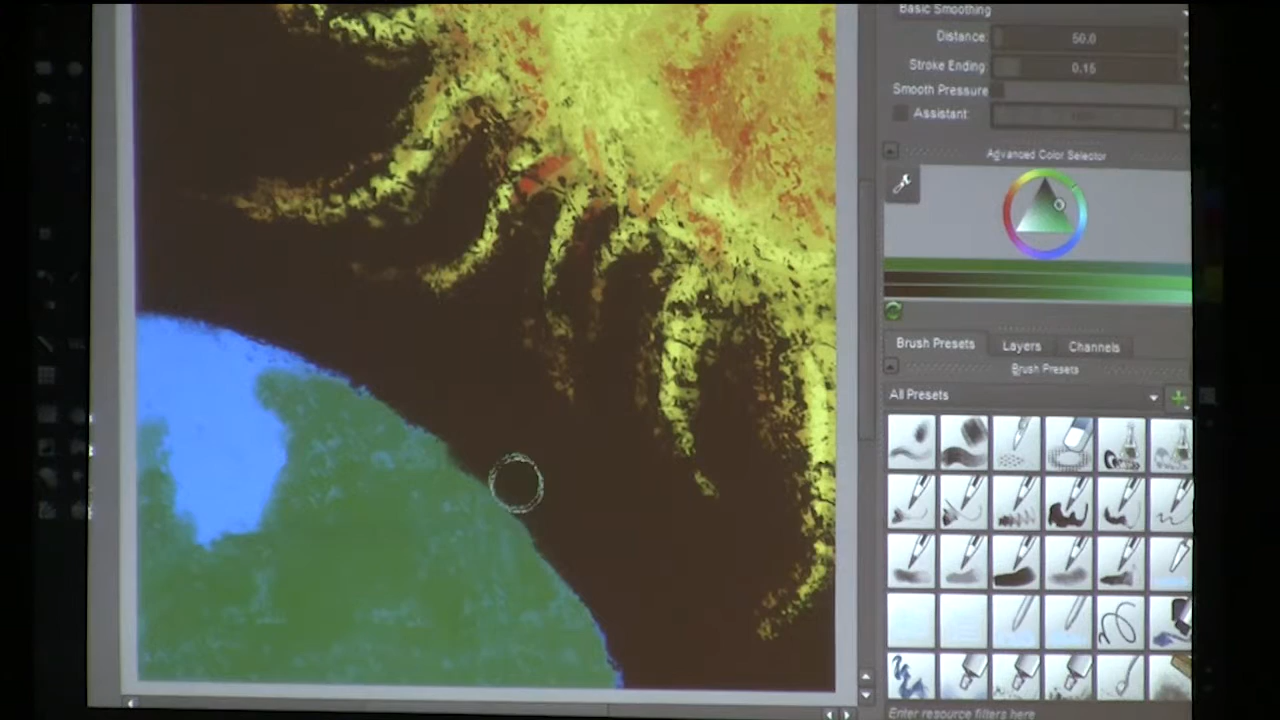 Basic Smoothing
Distance: 50.0
Stroke Ending: 0.15
Smooth Pressure
Assistant:
Advanced Color Selector
Brush Presets Layers Channels
Brush Presets
All Presets
Enter resource filters here